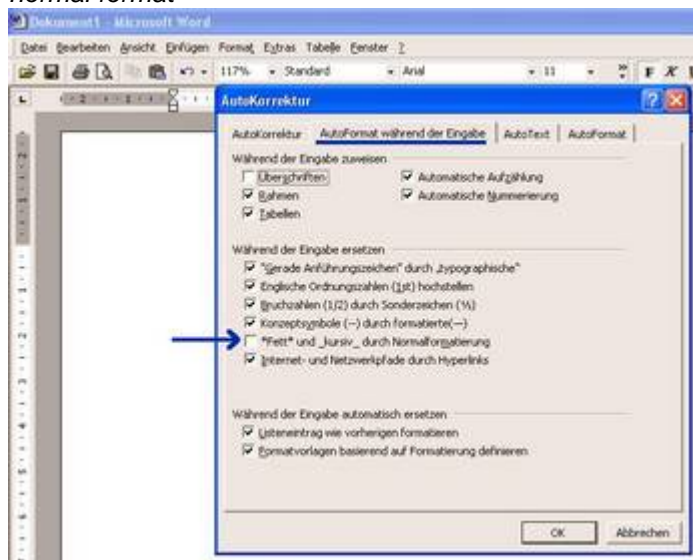 normal format
Dokument1 - Microsoft Word
Datei Bearbeiten Ansicht Einfügen Format Extras Tabelle Fenster ?
117% Standard Arial 11 F X
AutoKorrektur
AutoKorrektur AutoFormat während der Eingabe AutoText AutoFormat
Während der Eingabe zuweisen
Überschriften Automatische Aufzählung
Rahmen Automatische Nummerierung
Tabellen
Während der Eingabe ersetzen
"Gerade Anführungszeichen" durch „typographische"
Englische Ordnungszahlen (1st) hochstellen
Bruchzahlen (1/2) durch Sonderzeichen (½)
Konzeptsymbole (--) durch formatierte(—)
*Fett* und _kursiv_ durch Normalformatierung
Internet- und Netzwerkpfade durch Hyperlinks
Während der Eingabe automatisch ersetzen
Listeneintrag wie vorherigen formatieren
Formatvorlagen basierend auf Formatierung definieren
OK Abbrechen